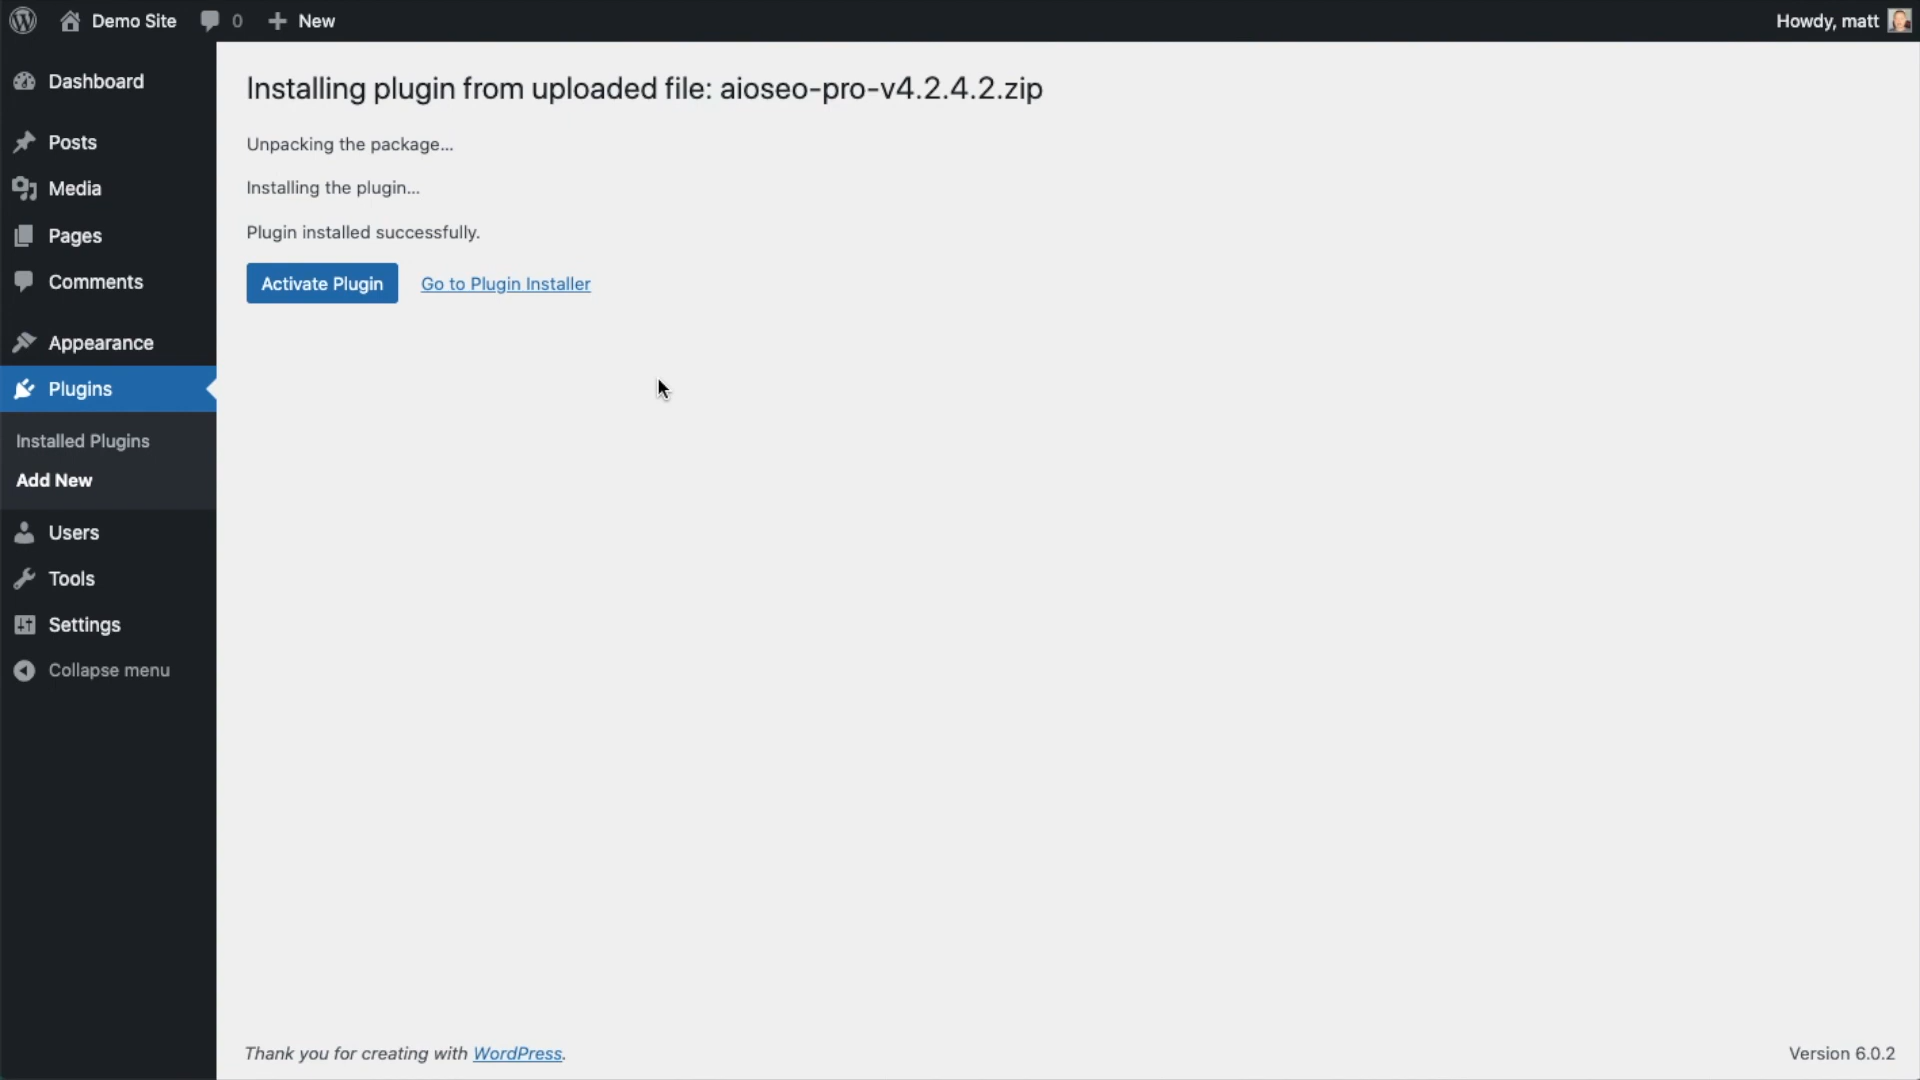 Demo Site
0
New
Howdy, matt
Dashboard
Posts
Media
Pages
Comments
Appearance
Plugins
Installed Plugins
Add New
Users
Tools
Settings
Collapse menu
Installing plugin from uploaded file: aioseo-pro-v4.2.4.2.zip
Unpacking the package…
Installing the plugin…
Plugin installed successfully.
Activate Plugin
Go to Plugin Installer
Thank you for creating with WordPress.
Version 6.0.2